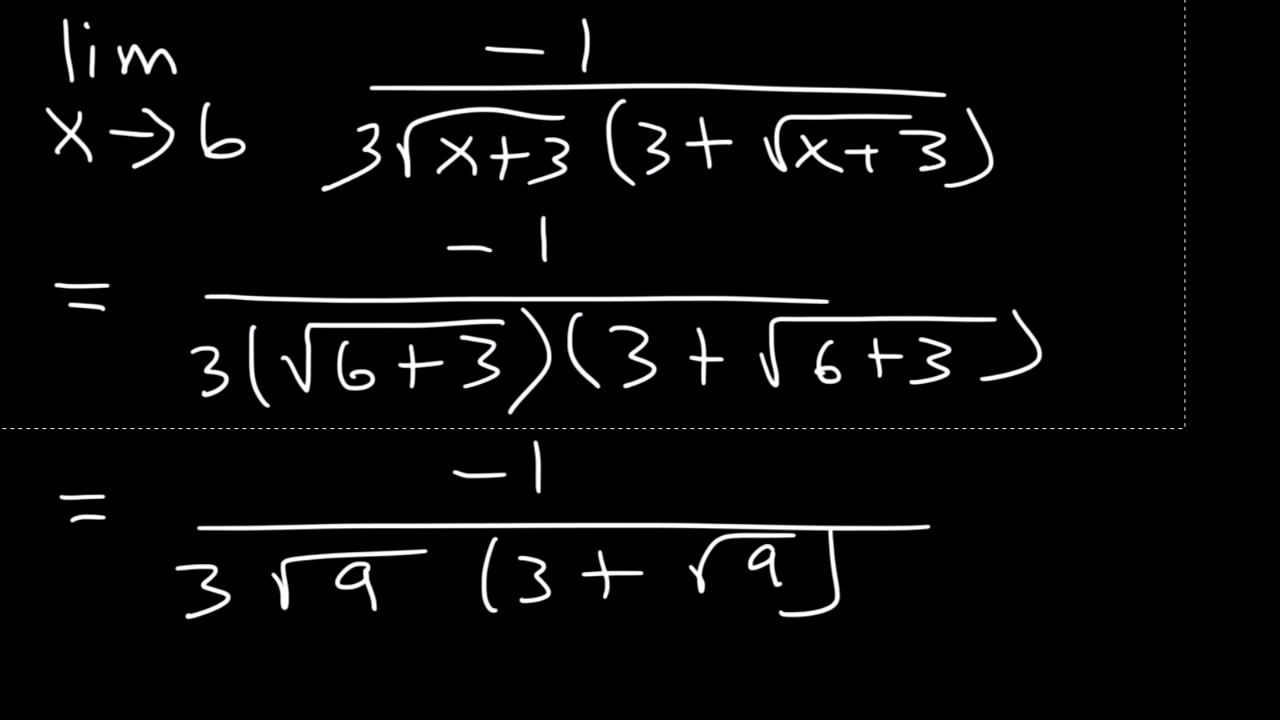 lim x→6 -1 / 3√x+3 (3+√x+3)
= -1 / 3(√6+3)(3+√6+3)
= -1 / 3√9 (3+√9)